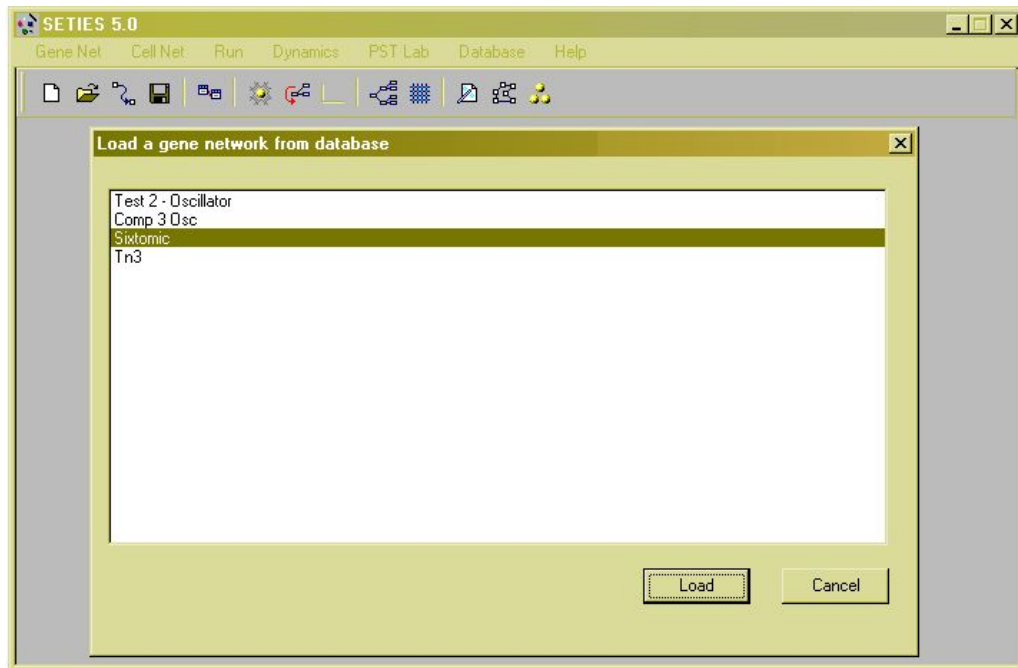 SETIES 5.0
Gene Net Cell Net Run Dynamics PST Lab Database Help
Load a gene network from database
Test 2 - Oscillator
Comp 3 Osc
Sixtomic
Tn3
Load Cancel